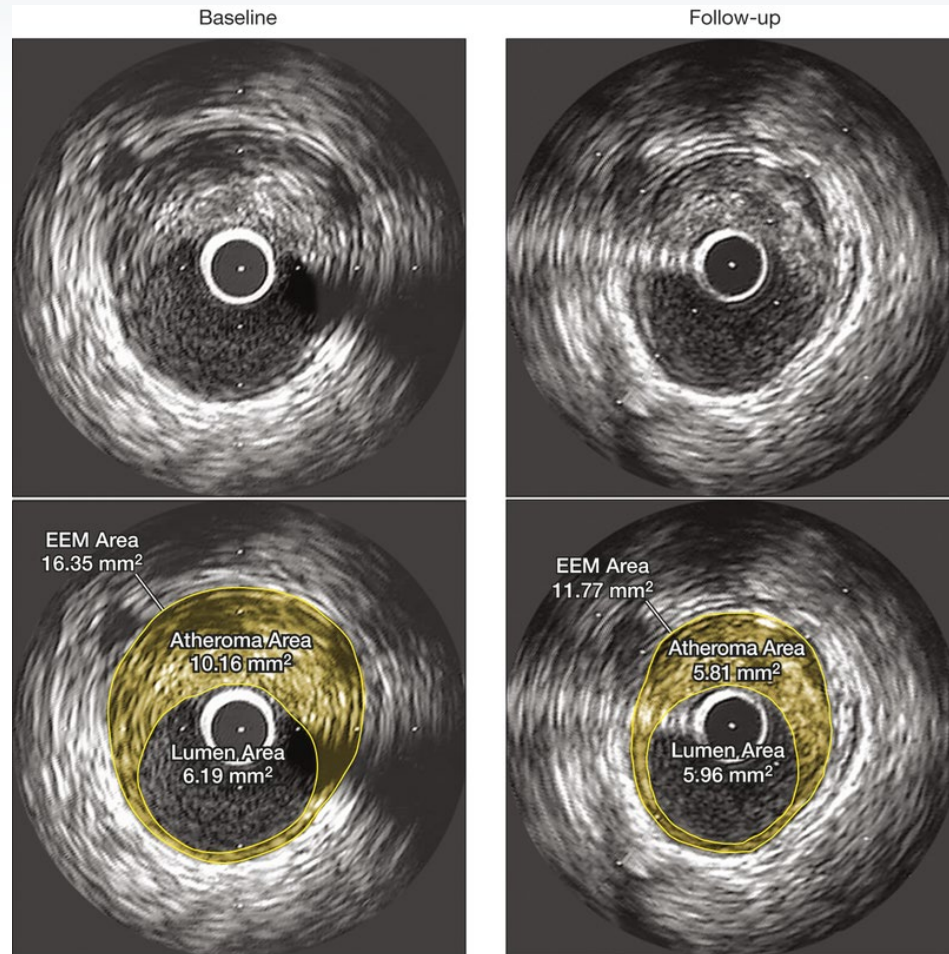 Baseline
Follow-up
EEM Area
16.35 mm²
Atheroma Area
10.16 mm²
Lumen Area
6.19 mm²
EEM Area
11.77 mm²
Atheroma Area
5.81 mm²
Lumen Area
5.96 mm²